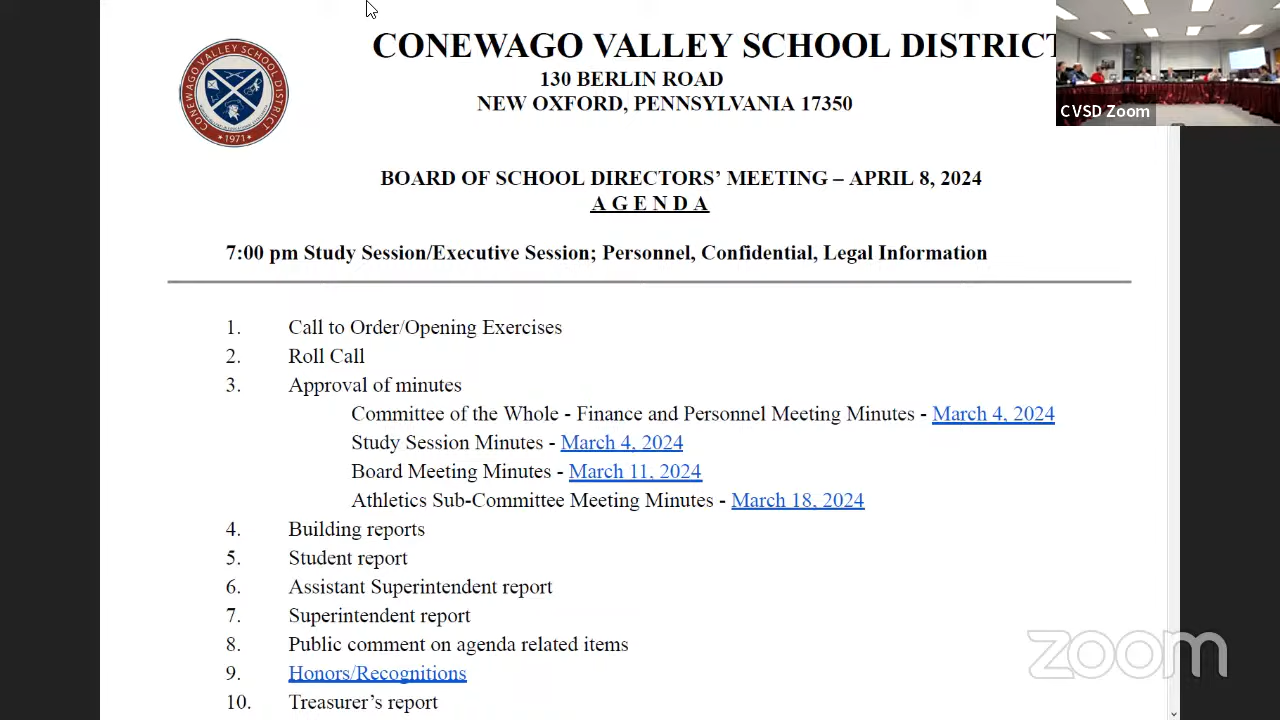 CONEWAGO VALLEY SCHOOL DISTRICT
130 BERLIN ROAD
NEW OXFORD, PENNSYLVANIA 17350
CONEWAGO VALLEY SCHOOL DISTRICT
1971
CVSD Zoom
BOARD OF SCHOOL DIRECTORS' MEETING – APRIL 8, 2024
A G E N D A
7:00 pm Study Session/Executive Session; Personnel, Confidential, Legal Information
1. Call to Order/Opening Exercises
2. Roll Call
3. Approval of minutes
Committee of the Whole - Finance and Personnel Meeting Minutes - March 4, 2024
Study Session Minutes - March 4, 2024
Board Meeting Minutes - March 11, 2024
Athletics Sub-Committee Meeting Minutes - March 18, 2024
4. Building reports
5. Student report
6. Assistant Superintendent report
7. Superintendent report
8. Public comment on agenda related items
9. Honors/Recognitions
10. Treasurer's report
zoom